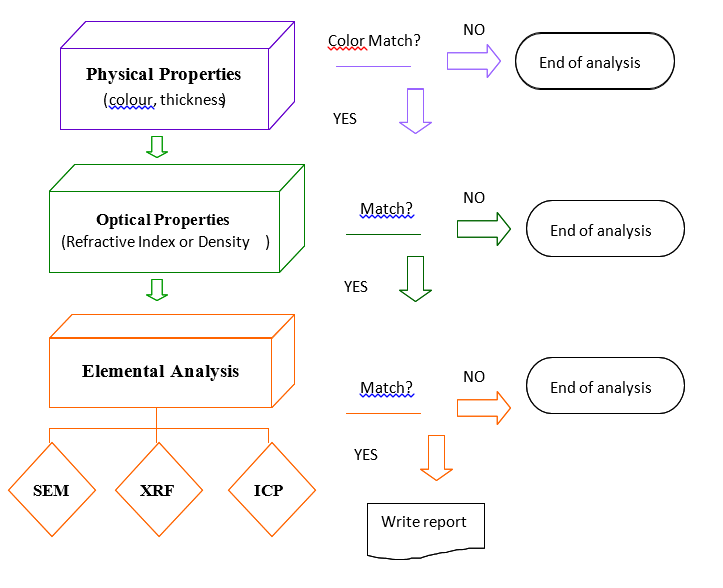 NO
Color Match?
End of analysis
Physical Properties
(colour, thickness)
YES
NO
Match?
Optical Properties
(Refractive Index or Density )
End of analysis
YES
Elemental Analysis
NO
Match?
End of analysis
YES
SEM
XRF
ICP
Write report